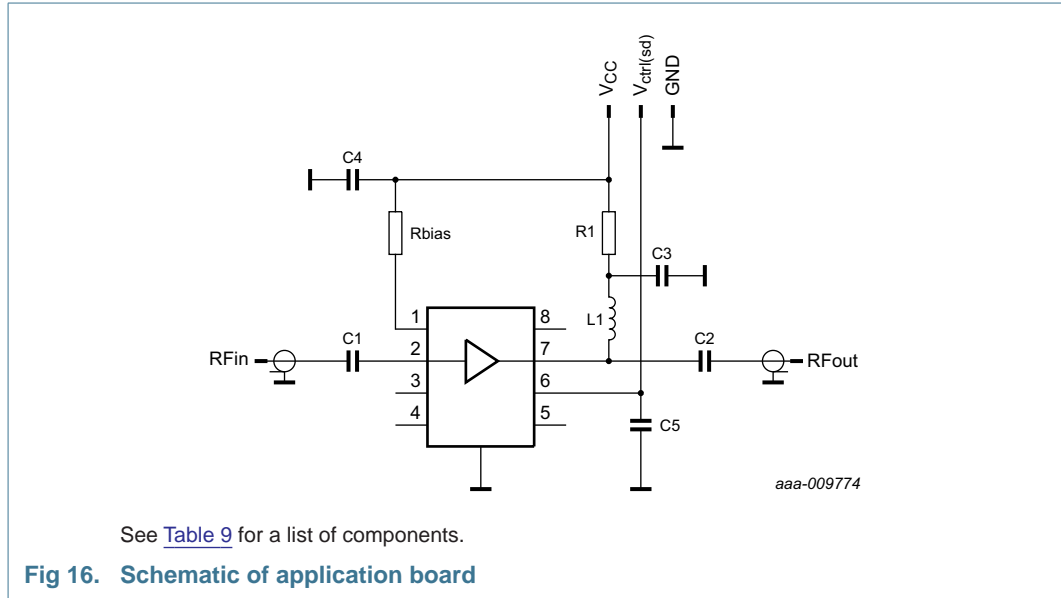 VCC
Vctrl(sd)
GND
C4
Rbias
R1
C3
L1
1
8
RFin
C1
2
7
C2
RFout
3
6
4
5
C5
aaa-009774
See Table 9 for a list of components.
Fig 16. Schematic of application board